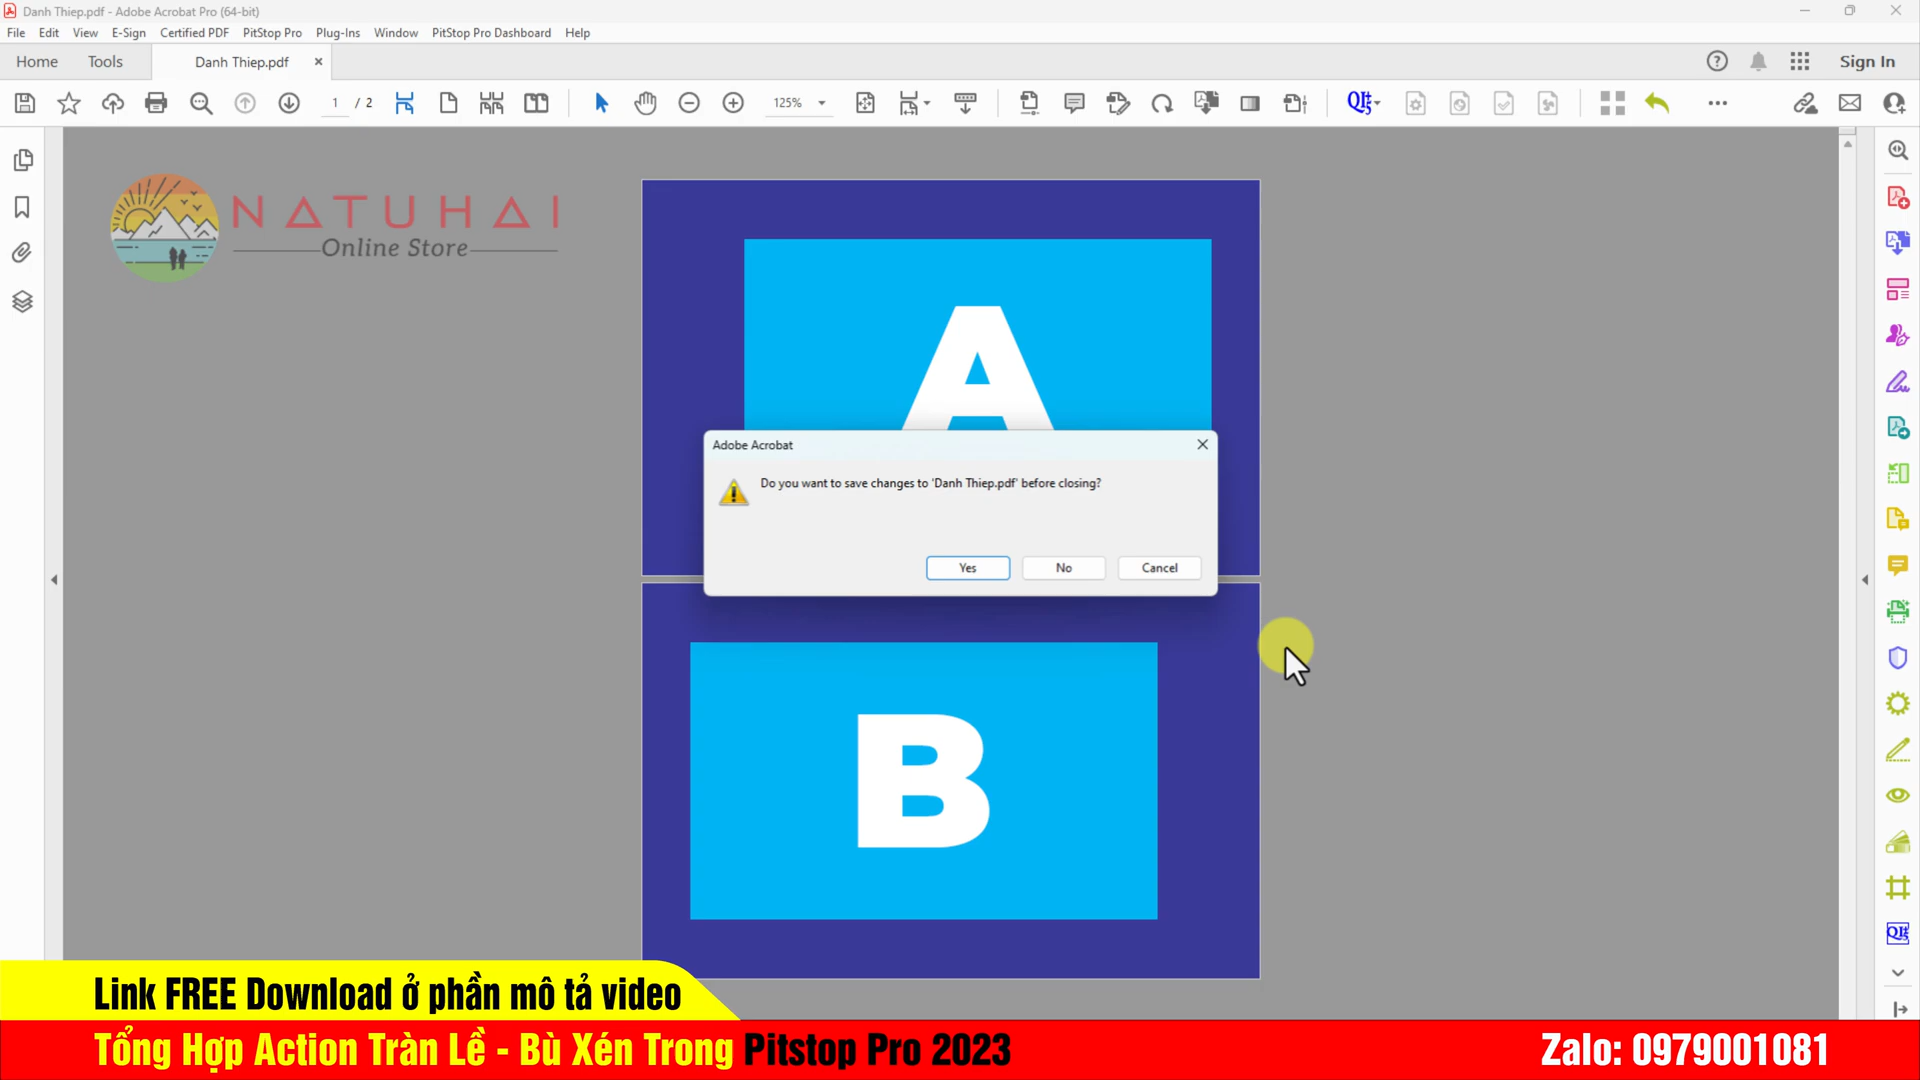 Danh Thiep.pdf - Adobe Acrobat Pro (64-bit)
File Edit View E-Sign Certified PDF PitStop Pro Plug-Ins Window PitStop Pro Dashboard Help
Home Tools Danh Thiep.pdf Sign In
1 / 2 125%
NATUHAI
Online Store
A
Adobe Acrobat
Do you want to save changes to 'Danh Thiep.pdf' before closing?
Yes No Cancel
B
Link FREE Download ở phần mô tả video
Tổng Hợp Action Tràn Lề - Bù Xén Trong Pitstop Pro 2023
Zalo: 0979001081